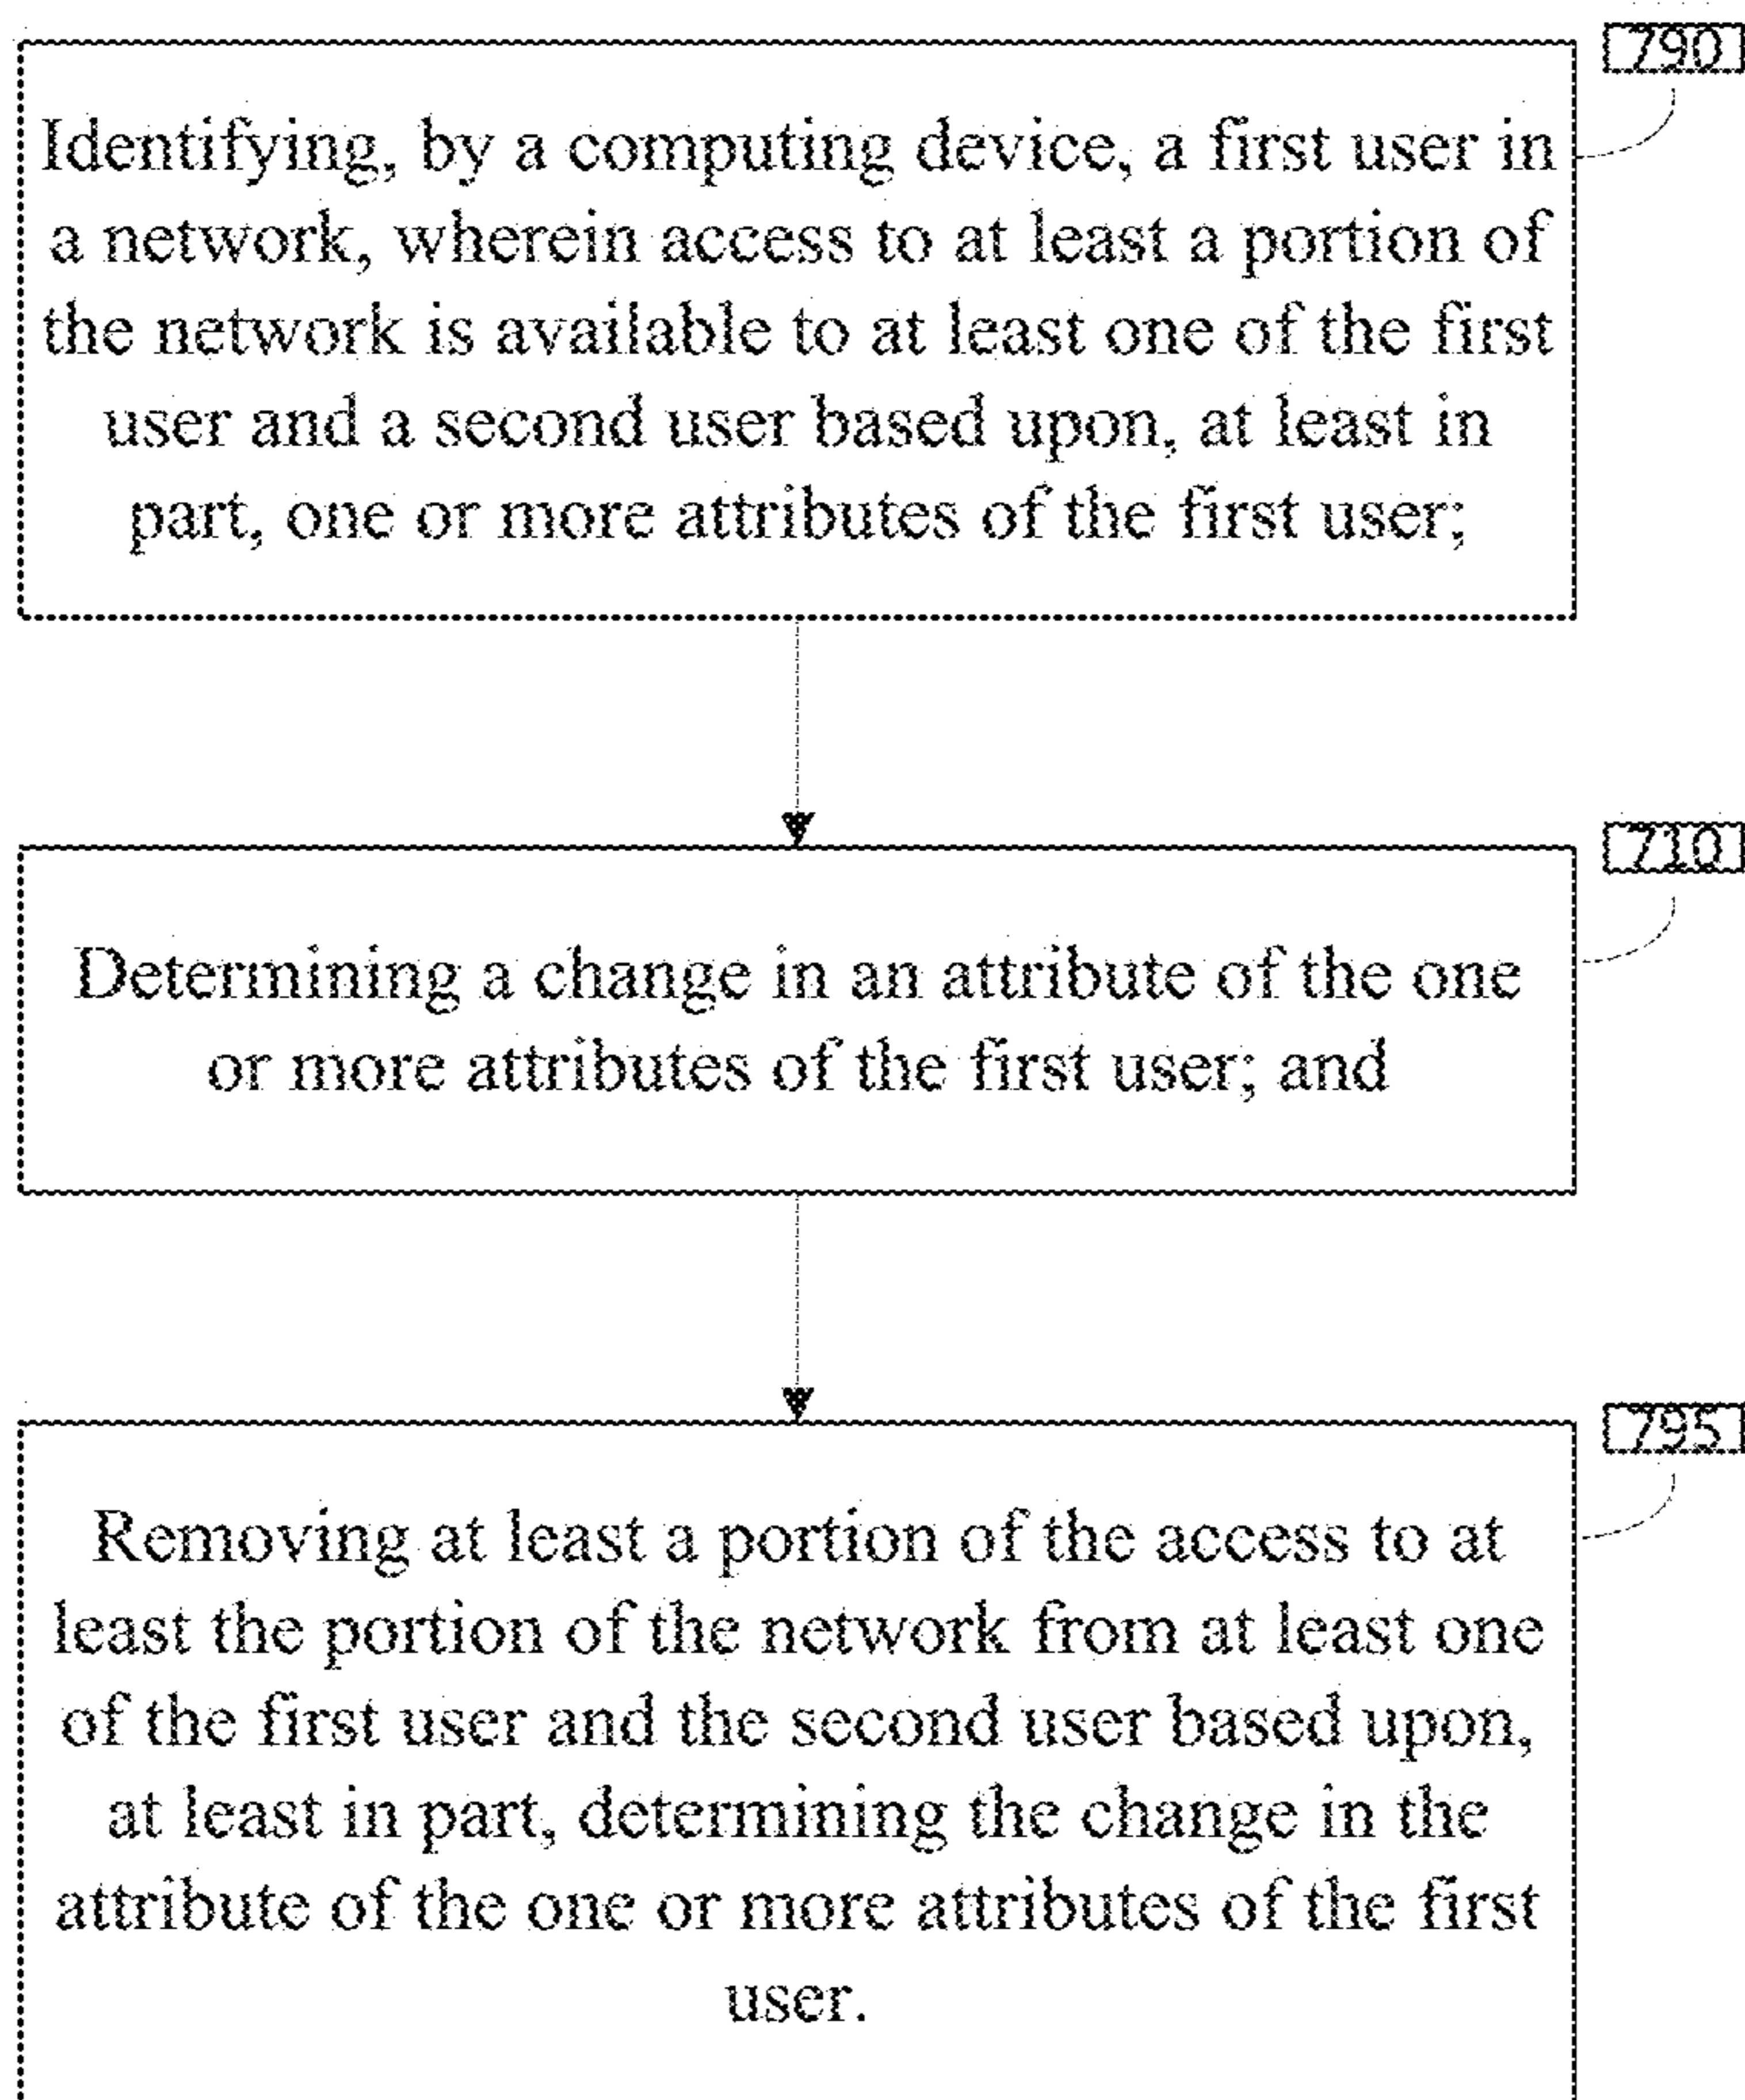 790
Identifying, by a computing device, a first user in
a network, wherein access to at least a portion of
the network is available to at least one of the first
user and a second user based upon, at least in
part, one or more attributes of the first user;
710
Determining a change in an attribute of the one
or more attributes of the first user; and
795
Removing at least a portion of the access to at
least the portion of the network from at least one
of the first user and the second user based upon,
at least in part, determining the change in the
attribute of the one or more attributes of the first
user.